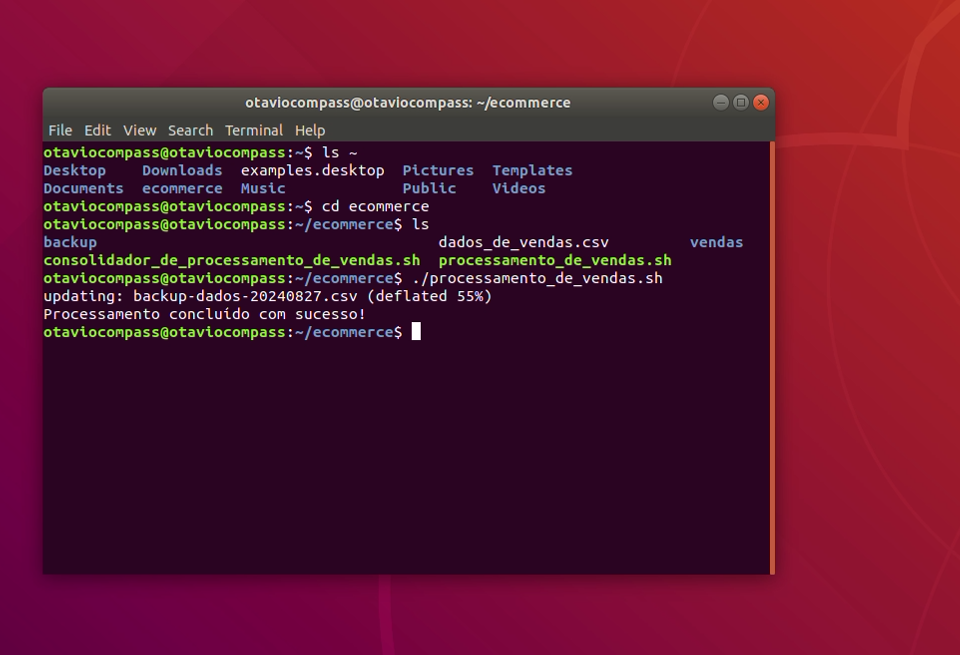 otaviocompass@otaviocompass: ~/ecommerce
File Edit View Search Terminal Help
otaviocompass@otaviocompass:~$ ls ~
Desktop Downloads examples.desktop Pictures Templates
Documents ecommerce Music Public Videos
otaviocompass@otaviocompass:~$ cd ecommerce
otaviocompass@otaviocompass:~/ecommerce$ ls
backup dados_de_vendas.csv vendas
consolidador_de_processamento_de_vendas.sh processamento_de_vendas.sh
otaviocompass@otaviocompass:~/ecommerce$ ./processamento_de_vendas.sh
updating: backup-dados-20240827.csv (deflated 55%)
Processamento concluído com sucesso!
otaviocompass@otaviocompass:~/ecommerce$